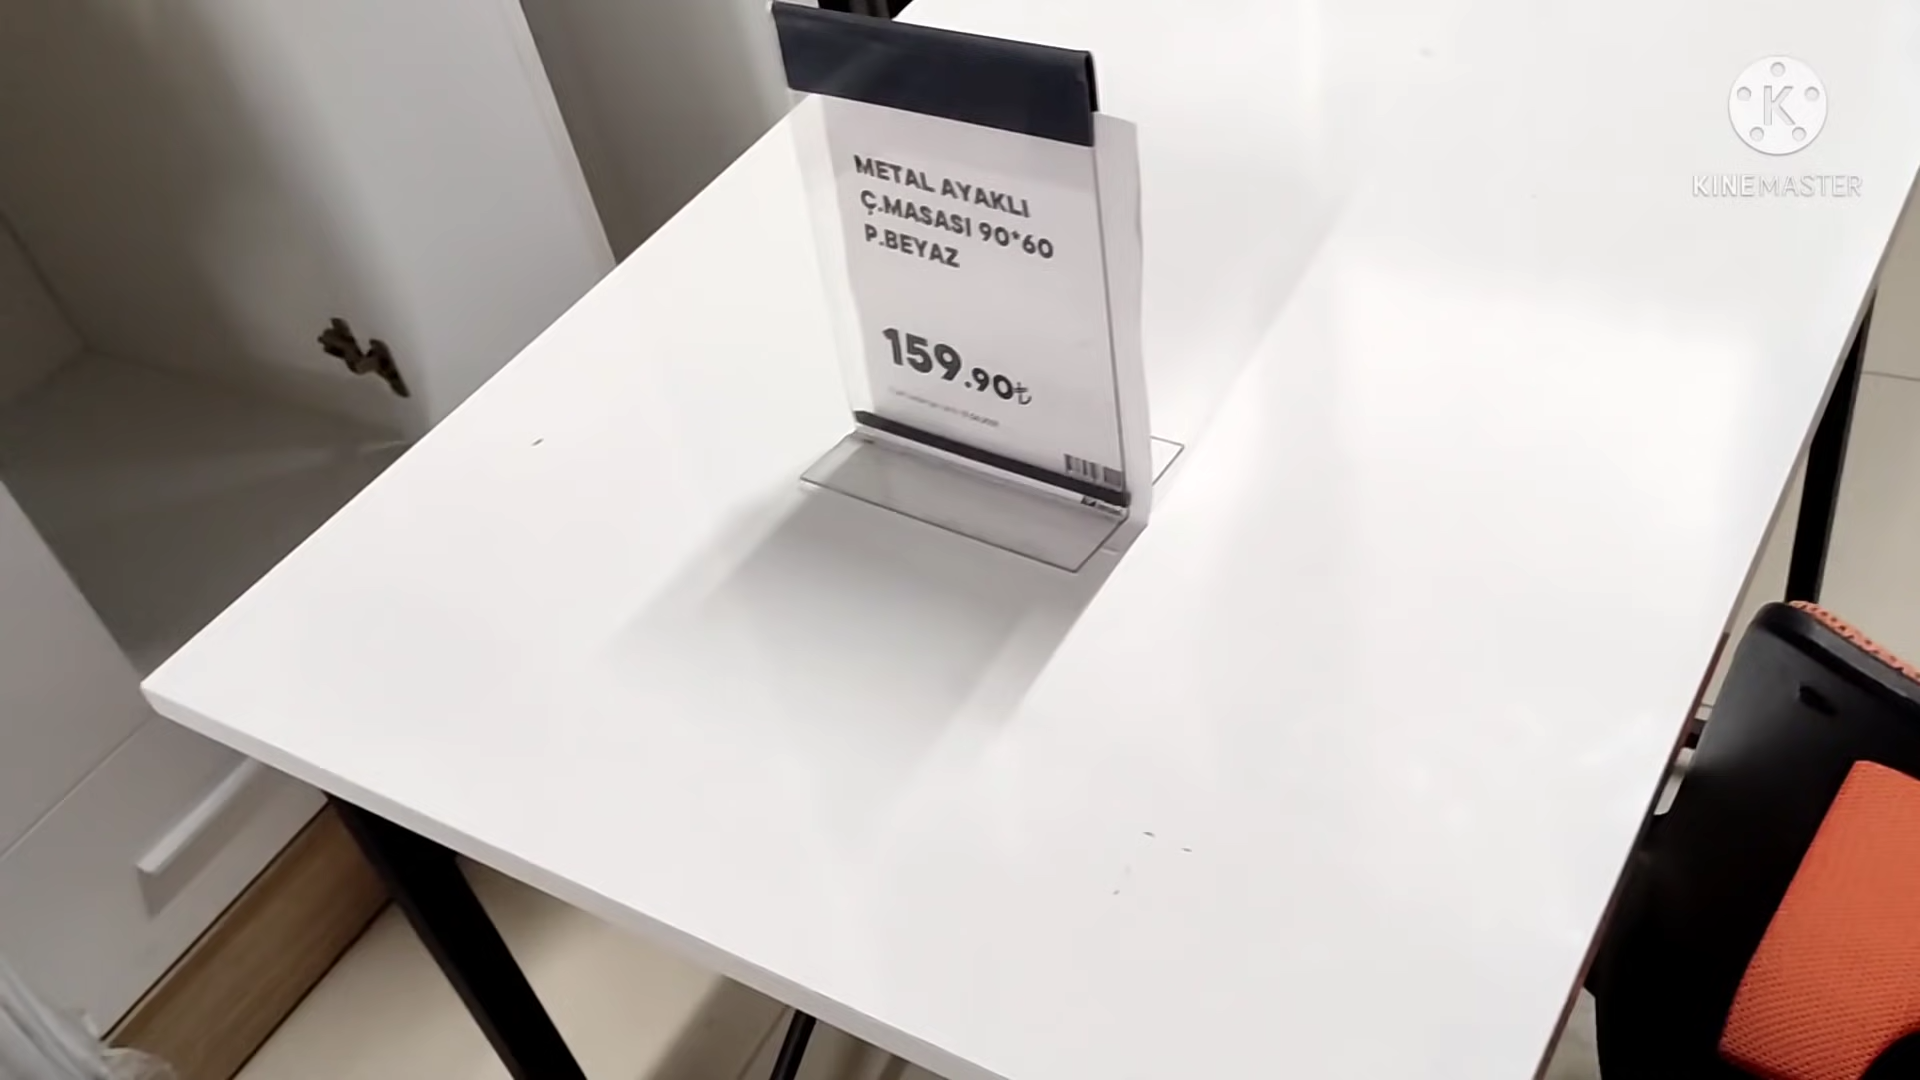 METAL AYAKLI
Ç.MASASI 90*60
P.BEYAZ
159.90₺
K
KINEMASTER